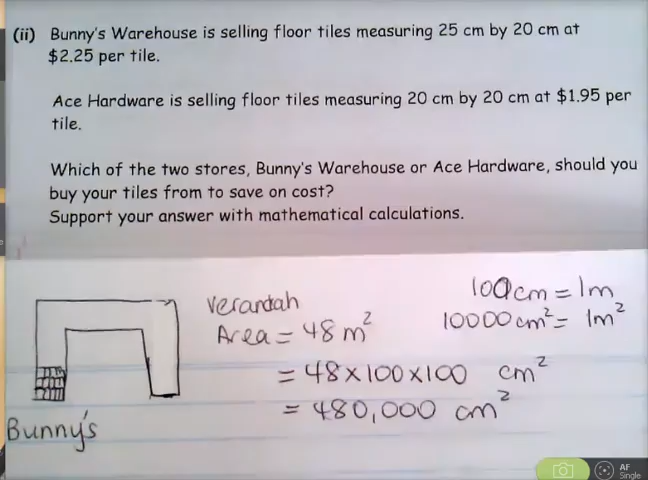 (ii) Bunny's Warehouse is selling floor tiles measuring 25 cm by 20 cm at
$2.25 per tile.
Ace Hardware is selling floor tiles measuring 20 cm by 20 cm at $1.95 per
tile.
Which of the two stores, Bunny's Warehouse or Ace Hardware, should you
buy your tiles from to save on cost?
Support your answer with mathematical calculations.
Verandah
Area = 48 m²
= 48 x 100 x 100 cm²
= 480,000 cm²
100cm = 1m
10000 cm² = 1m²
Bunny's
AF
Single